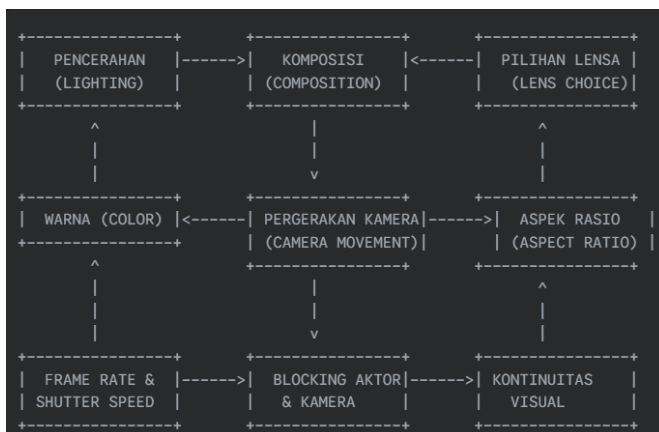 PENCERAHAN
(LIGHTING)
KOMPOSISI
(COMPOSITION)
PILIHAN LENSA
(LENS CHOICE)
WARNA (COLOR)
PERGERAKAN KAMERA
(CAMERA MOVEMENT)
ASPEK RASIO
(ASPECT RATIO)
FRAME RATE &
SHUTTER SPEED
BLOCKING AKTOR
& KAMERA
KONTINUITAS
VISUAL